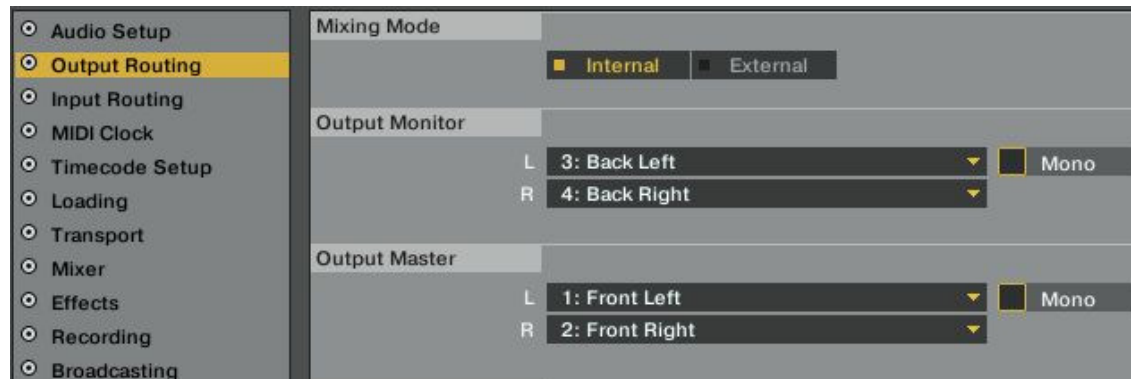 Audio Setup
Output Routing
Input Routing
MIDI Clock
Timecode Setup
Loading
Transport
Mixer
Effects
Recording
Broadcasting
Mixing Mode
Internal External
Output Monitor
L 3: Back Left Mono
R 4: Back Right
Output Master
L 1: Front Left Mono
R 2: Front Right